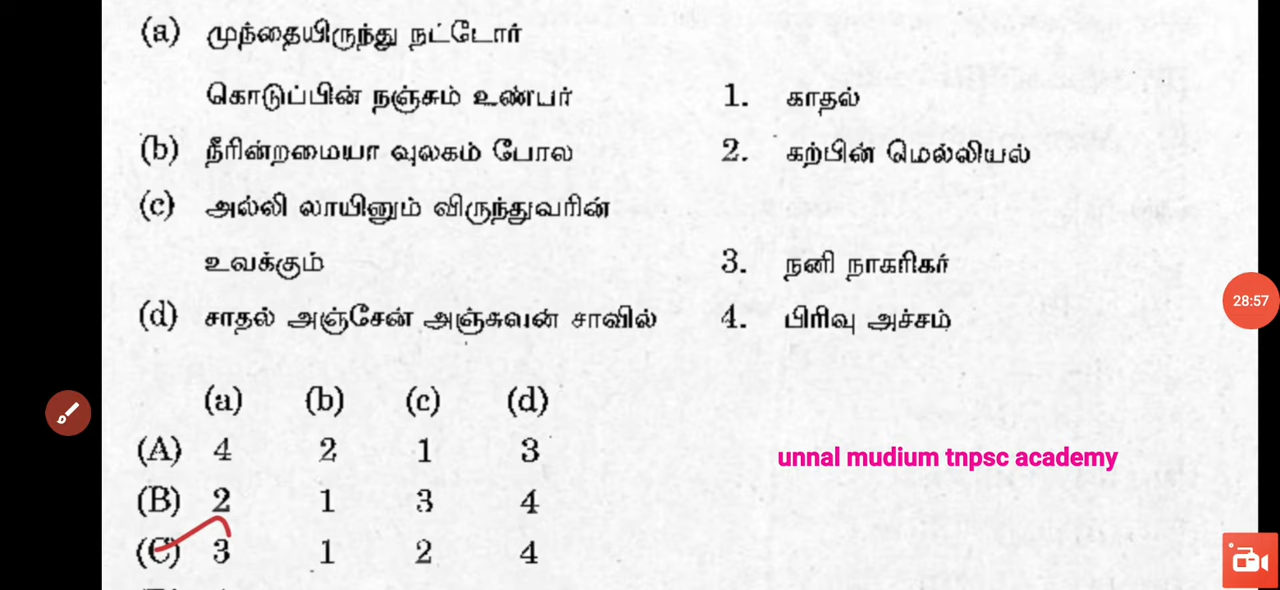 (a) முந்தையிருந்து நட்டோர்
கொடுப்பின் நஞ்சும் உண்பர் 1. காதல்
(b) நீரின்றமையா வுலகம் போல 2. கற்பின் மெல்லியல்
(c) அல்லி லாயினும் விருந்துவரின்
உவக்கும் 3. நனி நாகரிகர்
(d) சாதல் அஞ்சேன் அஞ்சுவன் சாவில் 4. பிரிவு அச்சம்
28:57
(a) (b) (c) (d)
(A) 4 2 1 3
unnal mudium tnpsc academy
(B) 2 1 3 4
(C) 3 1 2 4